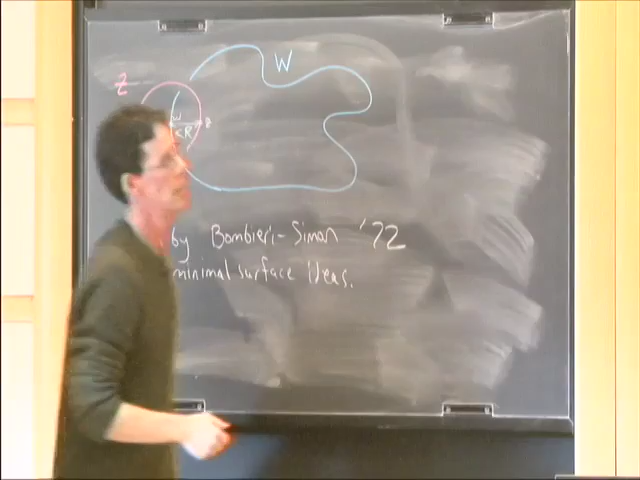 W
Z
w
<R
z
by Bombieri-Simon '72
minimal surface ideas.